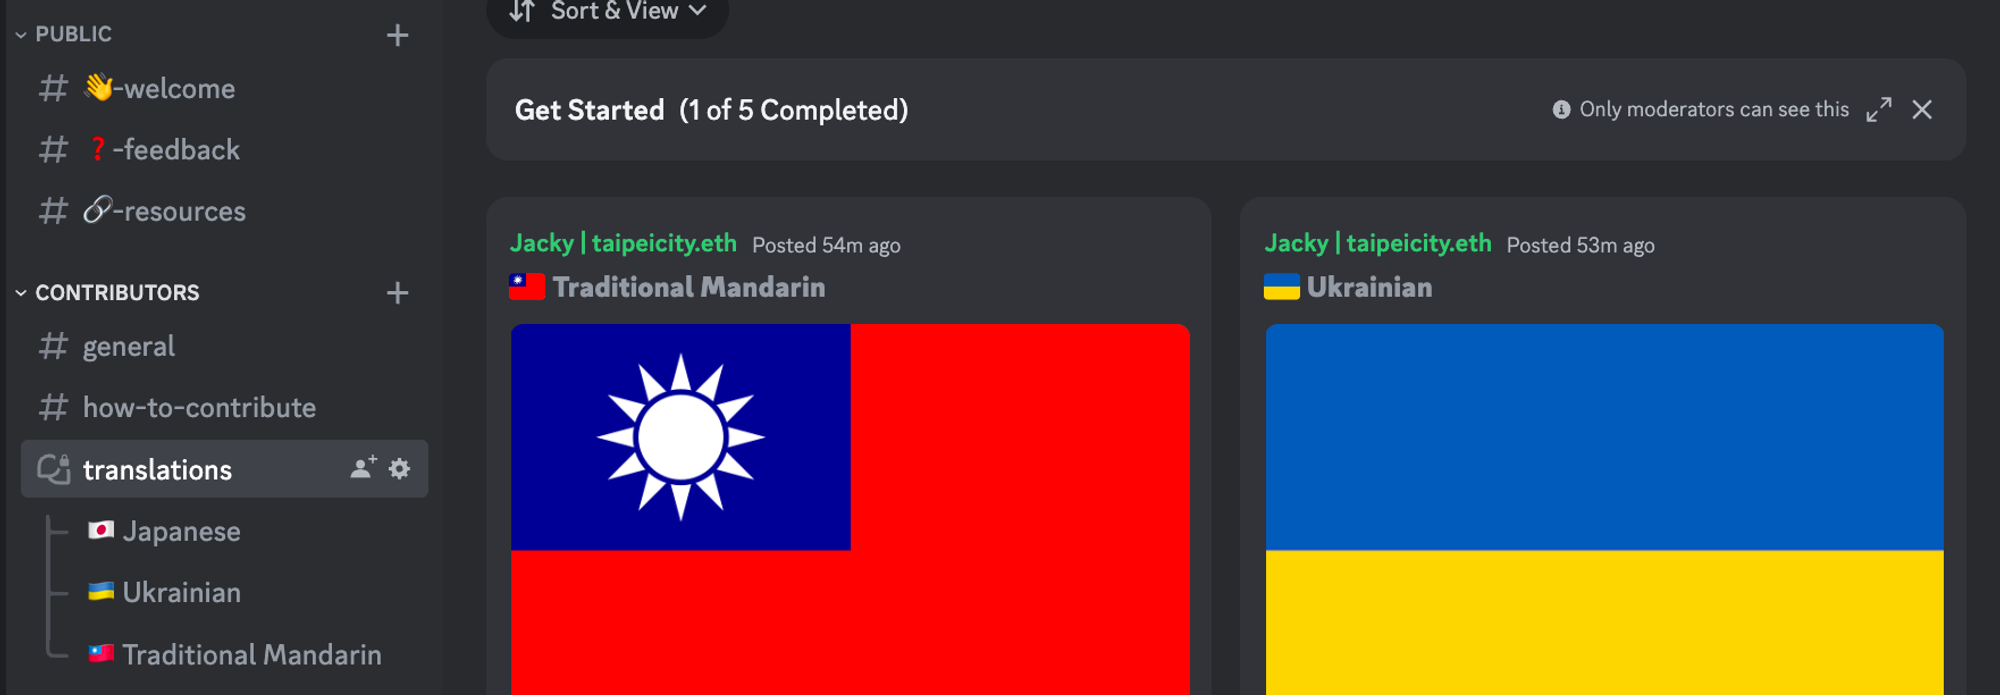 PUBLIC
👋-welcome
❓-feedback
🔗-resources
CONTRIBUTORS
general
how-to-contribute
translations
🇯🇵 Japanese
🇺🇦 Ukrainian
🇹🇼 Traditional Mandarin
Sort & View
Get Started (1 of 5 Completed)
Only moderators can see this
Jacky | taipeicity.eth Posted 54m ago
🇹🇼 Traditional Mandarin
Jacky | taipeicity.eth Posted 53m ago
🇺🇦 Ukrainian